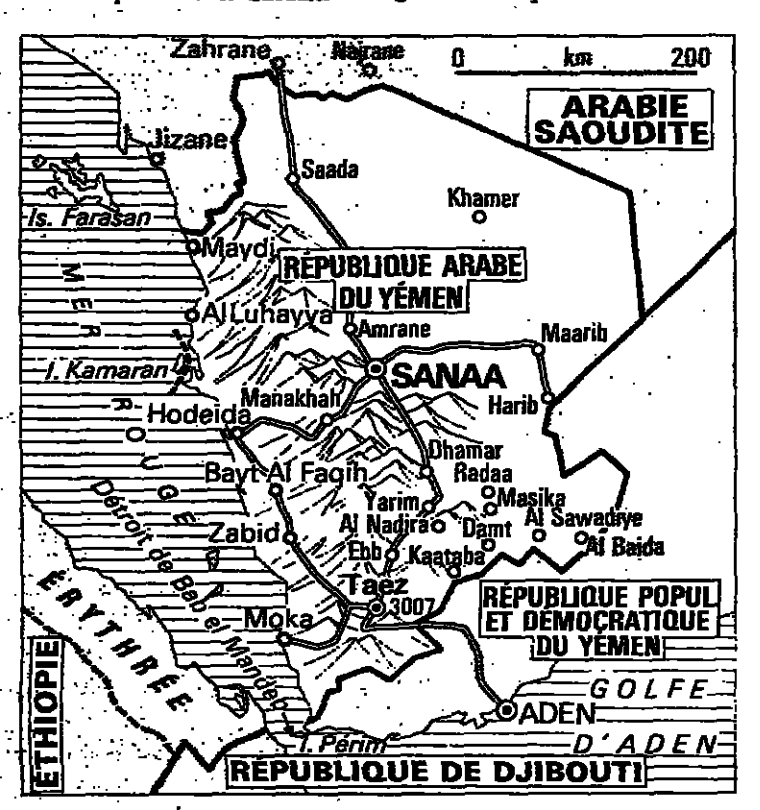 Zahrane
Najrane
0 km 200
ARABIE
SAOUDITE
Jizane
Saada
Khamer
Is. Farasan
Maydi
RÉPUBLIQUE ARABE
DU YÉMEN
Al Luhayya
Amrane
Maarib
MER ROUGE
I. Kamaran
SANAA
Manakhah
Harib
Hodeida
Dhamar
Bayt Al Faqih
Radaa
Yarim
Masika
Al Nadira
Damt
Al Sawadiye
Zabid
Ebb
Kaataba
Al Baida
Détroit de Bab el Mandeb
Taez
3007
RÉPUBLIQUE POPUL
ET DÉMOCRATIQUE
DU YÉMEN
Moka
ÉRYTHRÉE
ÉTHIOPIE
GOLFE
D'ADEN
ADEN
I. Périm
RÉPUBLIQUE DE DJIBOUTI